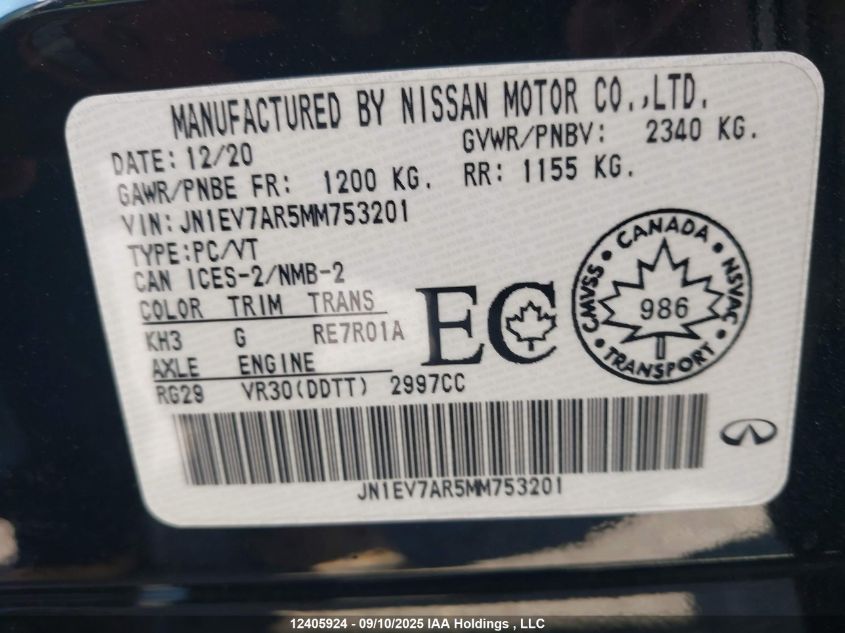 MANUFACTURED BY NISSAN MOTOR CO.,LTD.
DATE: 12/20 GVWR/PNBV: 2340 KG.
GAWR/PNBE FR: 1200 KG. RR: 1155 KG.
VIN: JN1EV7AR5MM753201
TYPE:PC/VT
CAN ICES-2/NMB-2
COLOR TRIM TRANS
KH3 G RE7R01A
AXLE ENGINE
RG29 VR30(DDTT) 2997CC
EC
CANADA
CMVSS NSVAC
986
TRANSPORT
JN1EV7AR5MM753201
12405924 - 09/10/2025 IAA Holdings , LLC